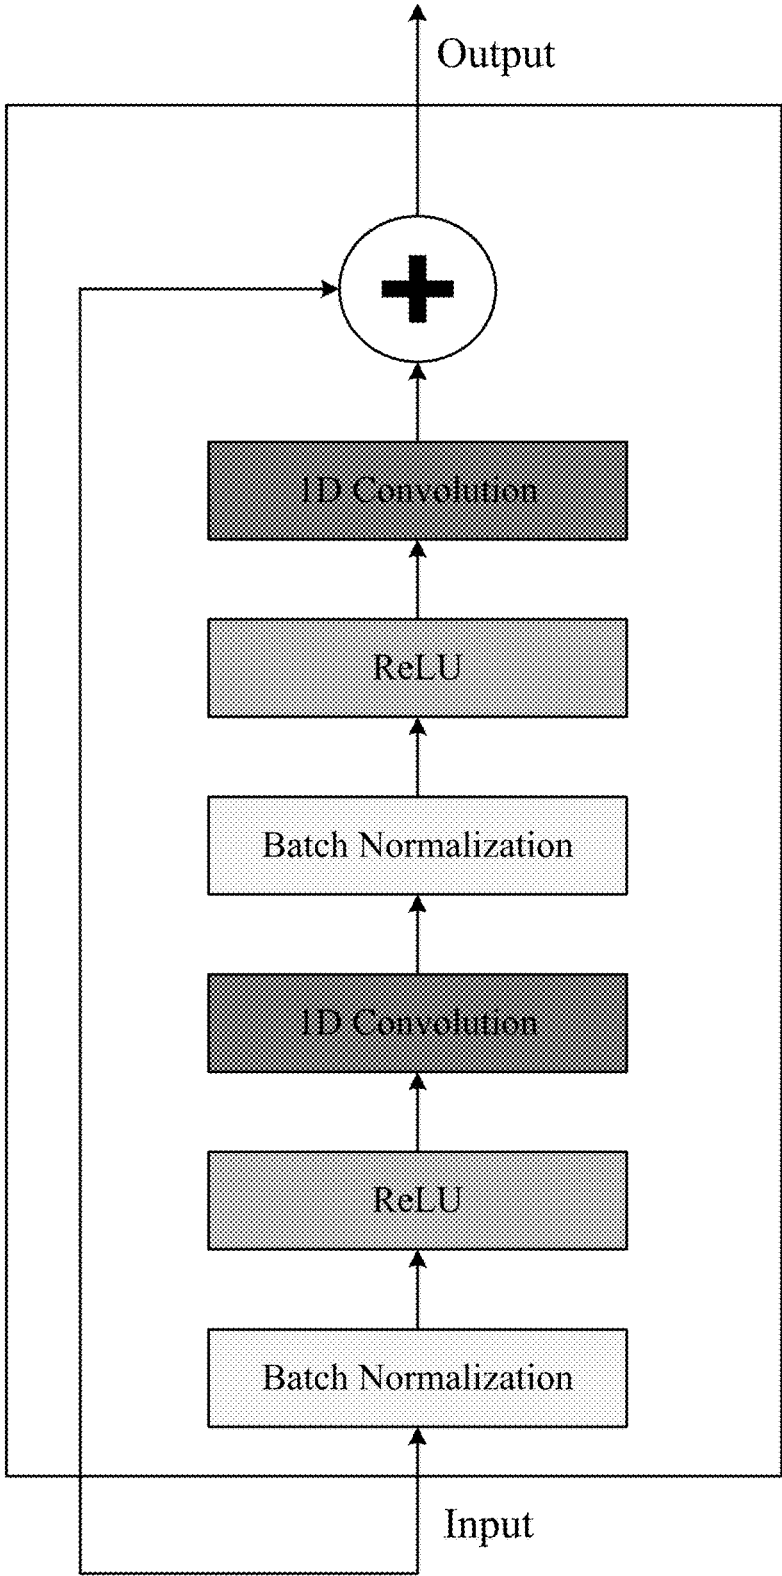 Output
1D Convolution
ReLU
Batch Normalization
1D Convolution
ReLU
Batch Normalization
Input